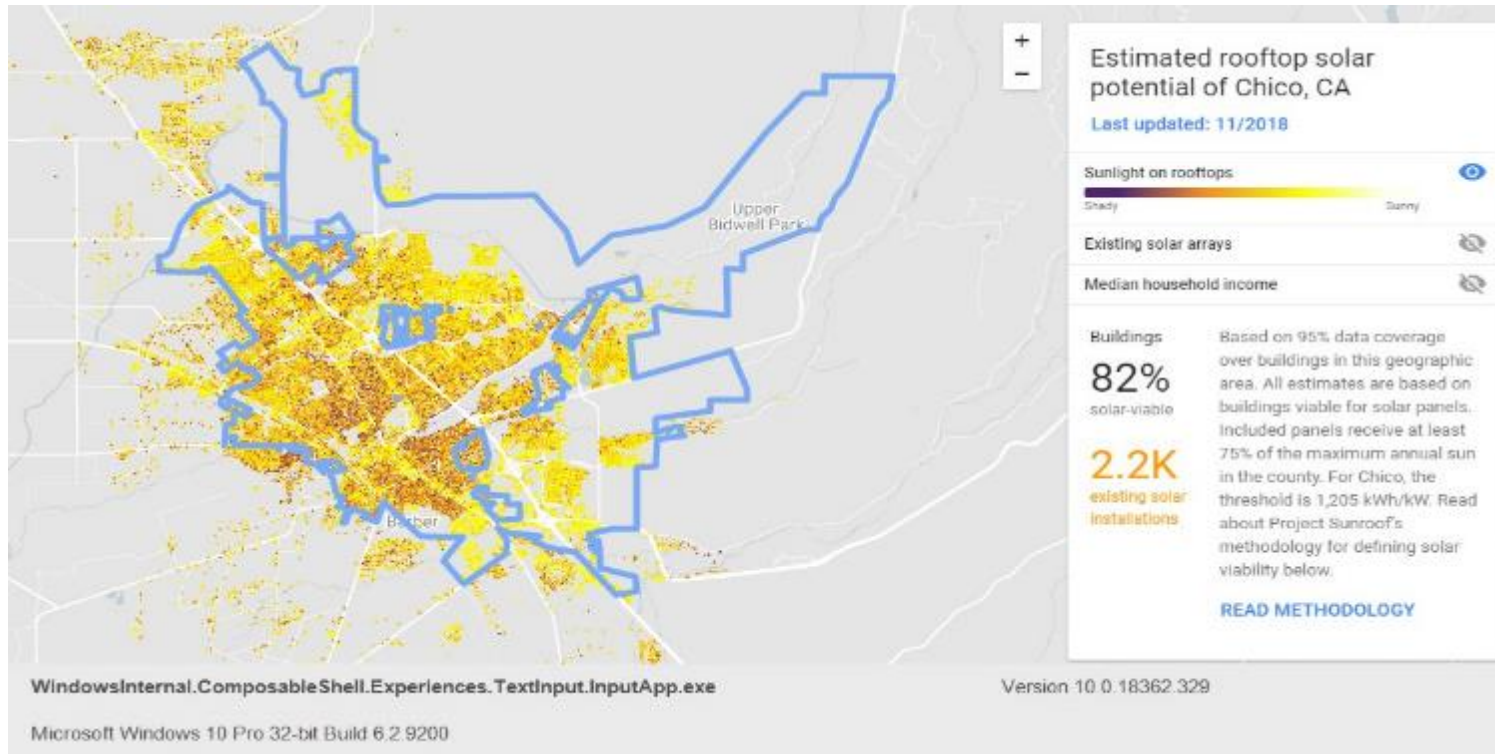 Upper
Bidwell Park
Barber
+
−
Estimated rooftop solar
potential of Chico, CA
Last updated: 11/2018
Sunlight on rooftops
Shady Sunny
Existing solar arrays
Median household income
Buildings
82%
solar-viable
2.2K
existing solar
installations
Based on 95% data coverage
over buildings in this geographic
area. All estimates are based on
buildings viable for solar panels.
Included panels receive at least
75% of the maximum annual sun
in the county. For Chico, the
threshold is 1,205 kWh/kW. Read
about Project Sunroof's
methodology for defining solar
viability below.
READ METHODOLOGY
WindowsInternal.ComposableShell.Experiences.TextInput.InputApp.exe Version 10.0.18362.329
Microsoft Windows 10 Pro 32-bit Build 6.2.9200